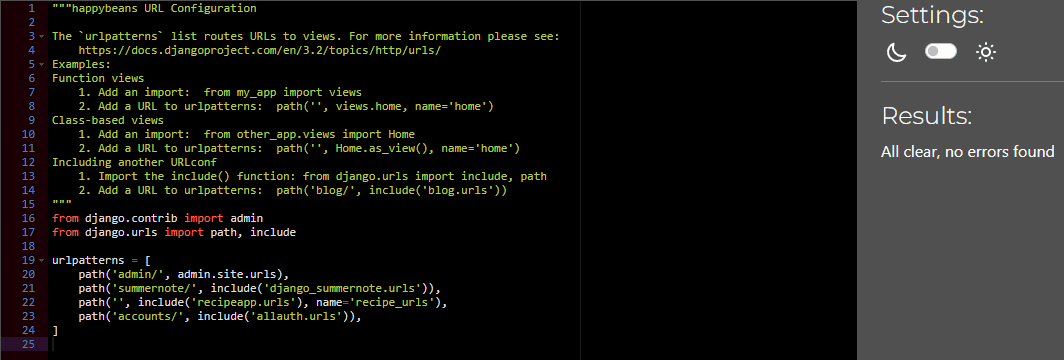 1 """happybeans URL Configuration
2
3 The `urlpatterns` list routes URLs to views. For more information please see:
4     https://docs.djangoproject.com/en/3.2/topics/http/urls/
5 Examples:
6 Function views
7     1. Add an import:  from my_app import views
8     2. Add a URL to urlpatterns:  path('', views.home, name='home')
9 Class-based views
10     1. Add an import:  from other_app.views import Home
11     2. Add a URL to urlpatterns:  path('', Home.as_view(), name='home')
12 Including another URLconf
13     1. Import the include() function: from django.urls import include, path
14     2. Add a URL to urlpatterns:  path('blog/', include('blog.urls'))
15 """
16 from django.contrib import admin
17 from django.urls import path, include
18
19 urlpatterns = [
20     path('admin/', admin.site.urls),
21     path('summernote/', include('django_summernote.urls')),
22     path('', include('recipeapp.urls'), name='recipe_urls'),
23     path('accounts/', include('allauth.urls')),
24 ]
25
Settings:
Results:
All clear, no errors found